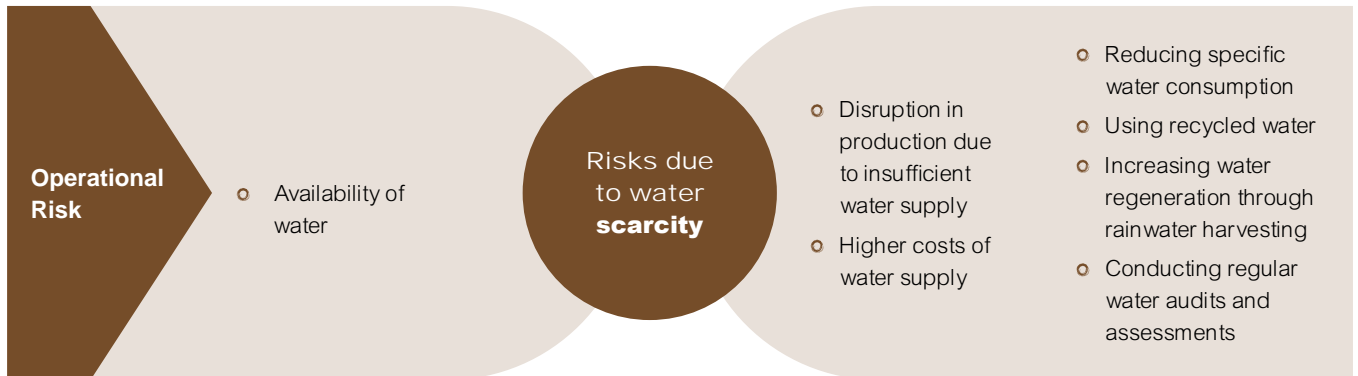 Operational
Risk
Availability of
water
Risks due
to water
scarcity
Disruption in
production due
to insufficient
water supply
Higher costs of
water supply
Reducing specific
water consumption
Using recycled water
Increasing water
regeneration through
rainwater harvesting
Conducting regular
water audits and
assessments